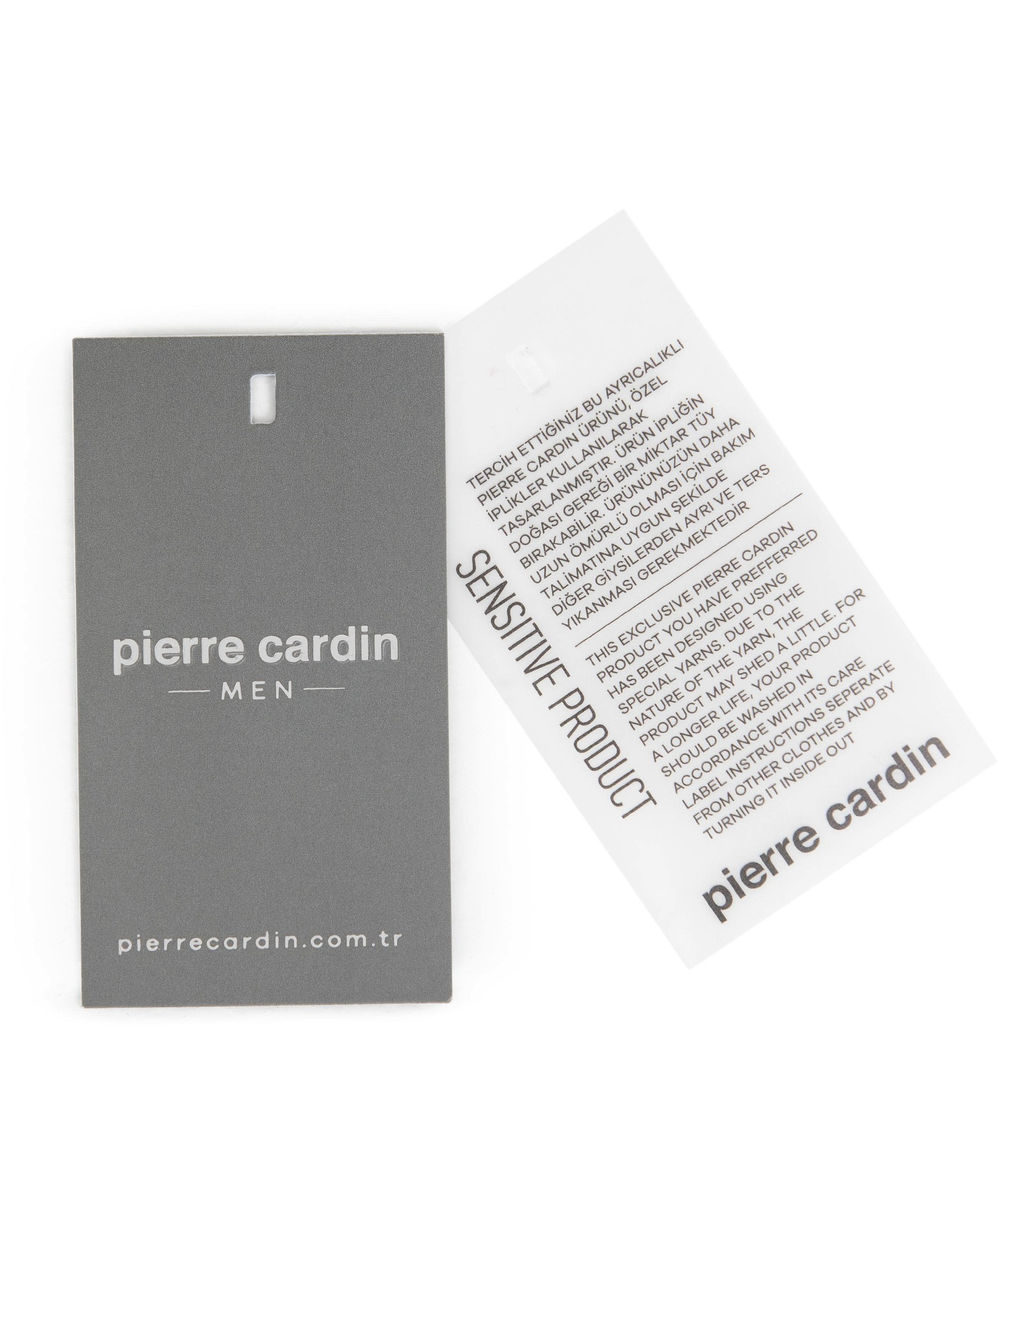 pierre cardin
MEN
pierrecardin.com.tr
TERCİH ETTİĞİNİZ BU AYRICALIKLI
PIERRE CARDIN ÜRÜNÜ, ÖZEL
İPLİKLER KULLANILARAK
TASARLANMIŞTIR. ÜRÜN İPLİĞİN
DOĞASI GEREĞİ BİR MİKTAR TÜY
BIRAKABİLİR. ÜRÜNÜNÜZÜN DAHA
UZUN ÖMÜRLÜ OLMASI İÇİN BAKIM
TALİMATINA UYGUN ŞEKİLDE
DİĞER GİYSİLERDEN AYRI VE TERS
YIKANMASI GEREKMEKTEDİR
THIS EXCLUSIVE PIERRE CARDIN
PRODUCT YOU HAVE PREFFERRED
HAS BEEN DESIGNED USING
SPECIAL YARNS. DUE TO THE
NATURE OF THE YARN, THE
PRODUCT MAY SHED A LITTLE. FOR
A LONGER LIFE, YOUR PRODUCT
SHOULD BE WASHED IN
ACCORDANCE WITH ITS CARE
LABEL INSTRUCTIONS SEPERATE
FROM OTHER CLOTHES AND BY
TURNING IT INSIDE OUT
SENSITIVE PRODUCT
pierre cardin